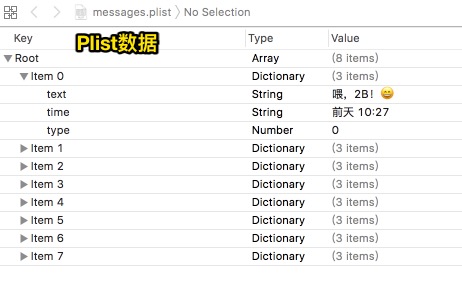 messages.plist 〉No Selection
Key Plist数据 Type Value
Root Array (8 items)
Item 0 Dictionary (3 items)
text String 喂，2B！😄
time String 前天 10:27
type Number 0
Item 1 Dictionary (3 items)
Item 2 Dictionary (3 items)
Item 3 Dictionary (3 items)
Item 4 Dictionary (3 items)
Item 5 Dictionary (3 items)
Item 6 Dictionary (3 items)
Item 7 Dictionary (3 items)